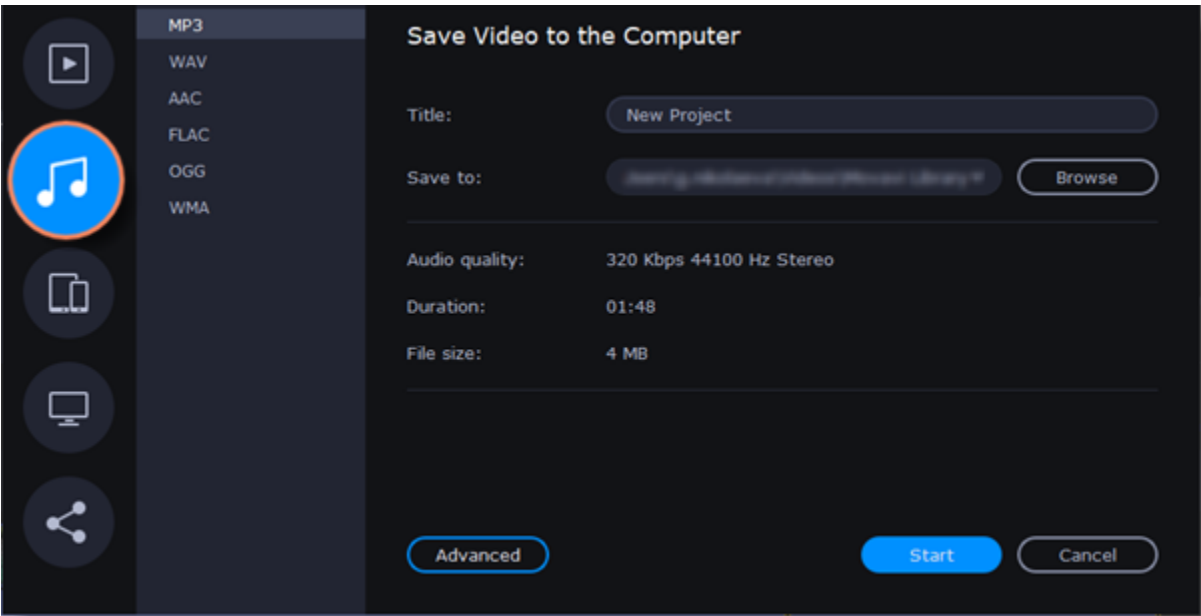 MP3
WAV
AAC
FLAC
OGG
WMA
Save Video to the Computer
Title: New Project
Save to:
Browse
Audio quality: 320 Kbps 44100 Hz Stereo
Duration: 01:48
File size: 4 MB
Advanced Start Cancel